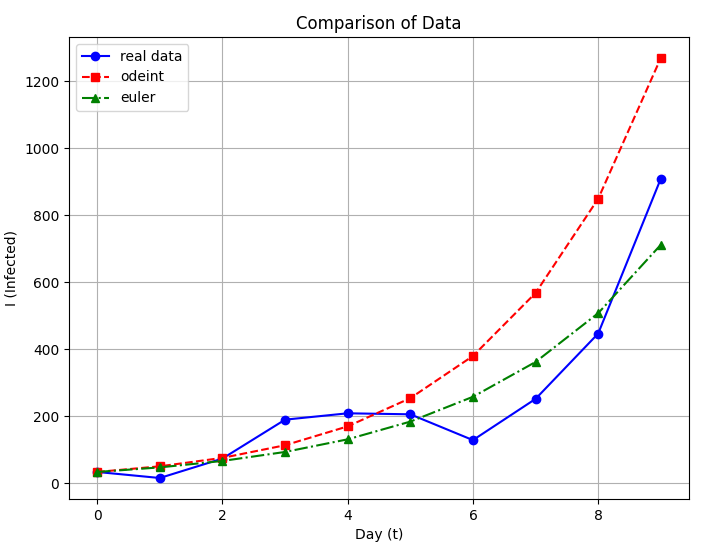 Comparison of Data
real data
odeint
euler
1200
1000
800
600
400
200
0
I (Infected)
0 2 4 6 8
Day (t)